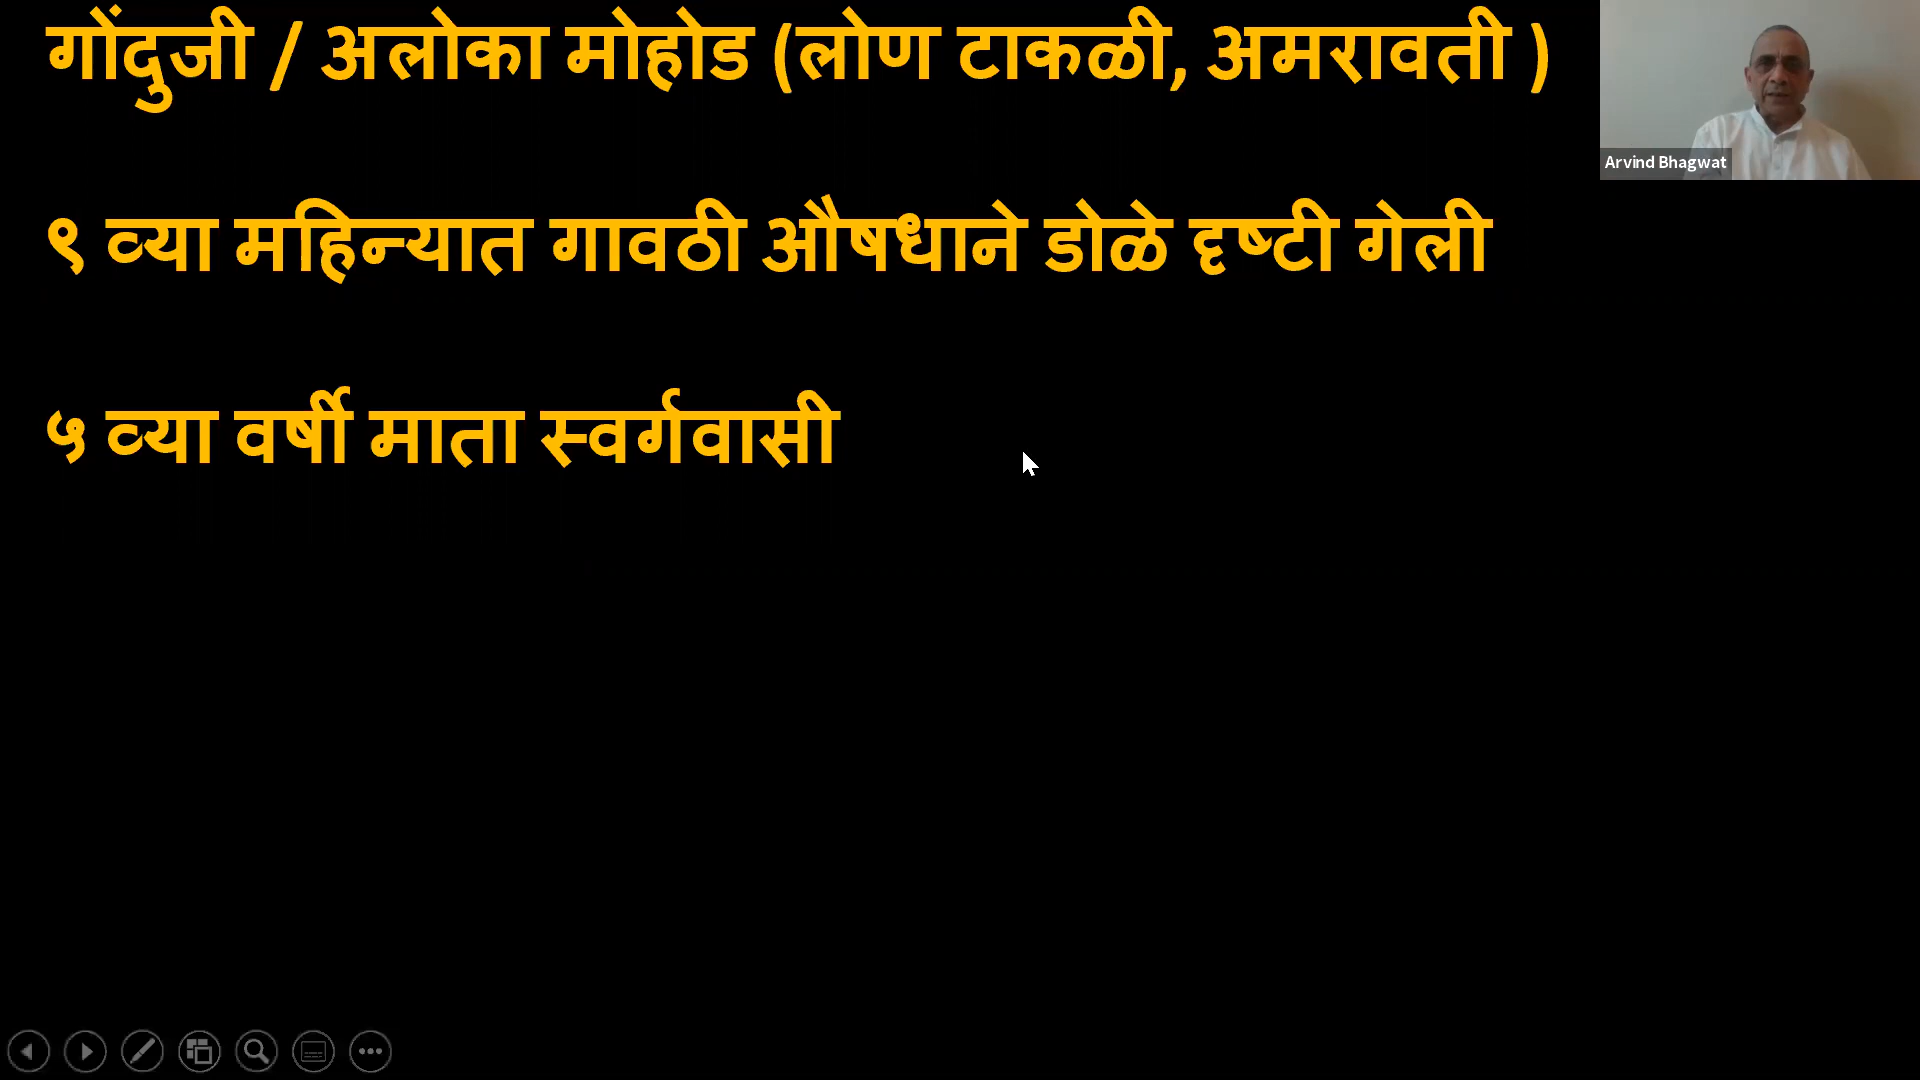 गोंदुजी / अलोका मोहोड (लोण टाकळी, अमरावती )
९ व्या महिन्यात गावठी औषधाने डोळे दृष्टी गेली
५ व्या वर्षी माता स्वर्गवासी
Arvind Bhagwat